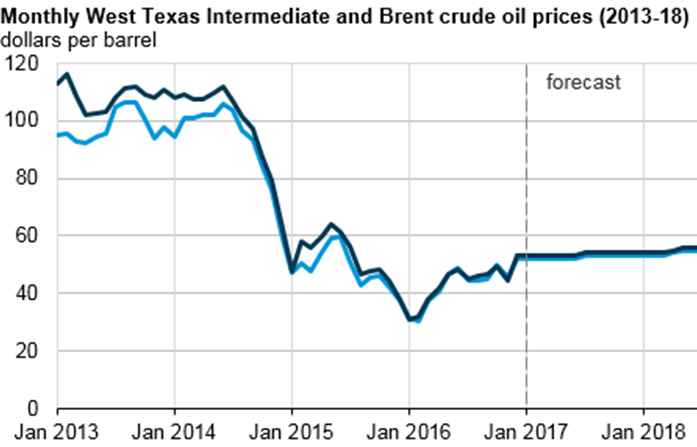 Monthly West Texas Intermediate and Brent crude oil prices (2013-18)
dollars per barrel
120
forecast
100
80
60
40
20
0
Jan 2013 Jan 2014 Jan 2015 Jan 2016 Jan 2017 Jan 2018